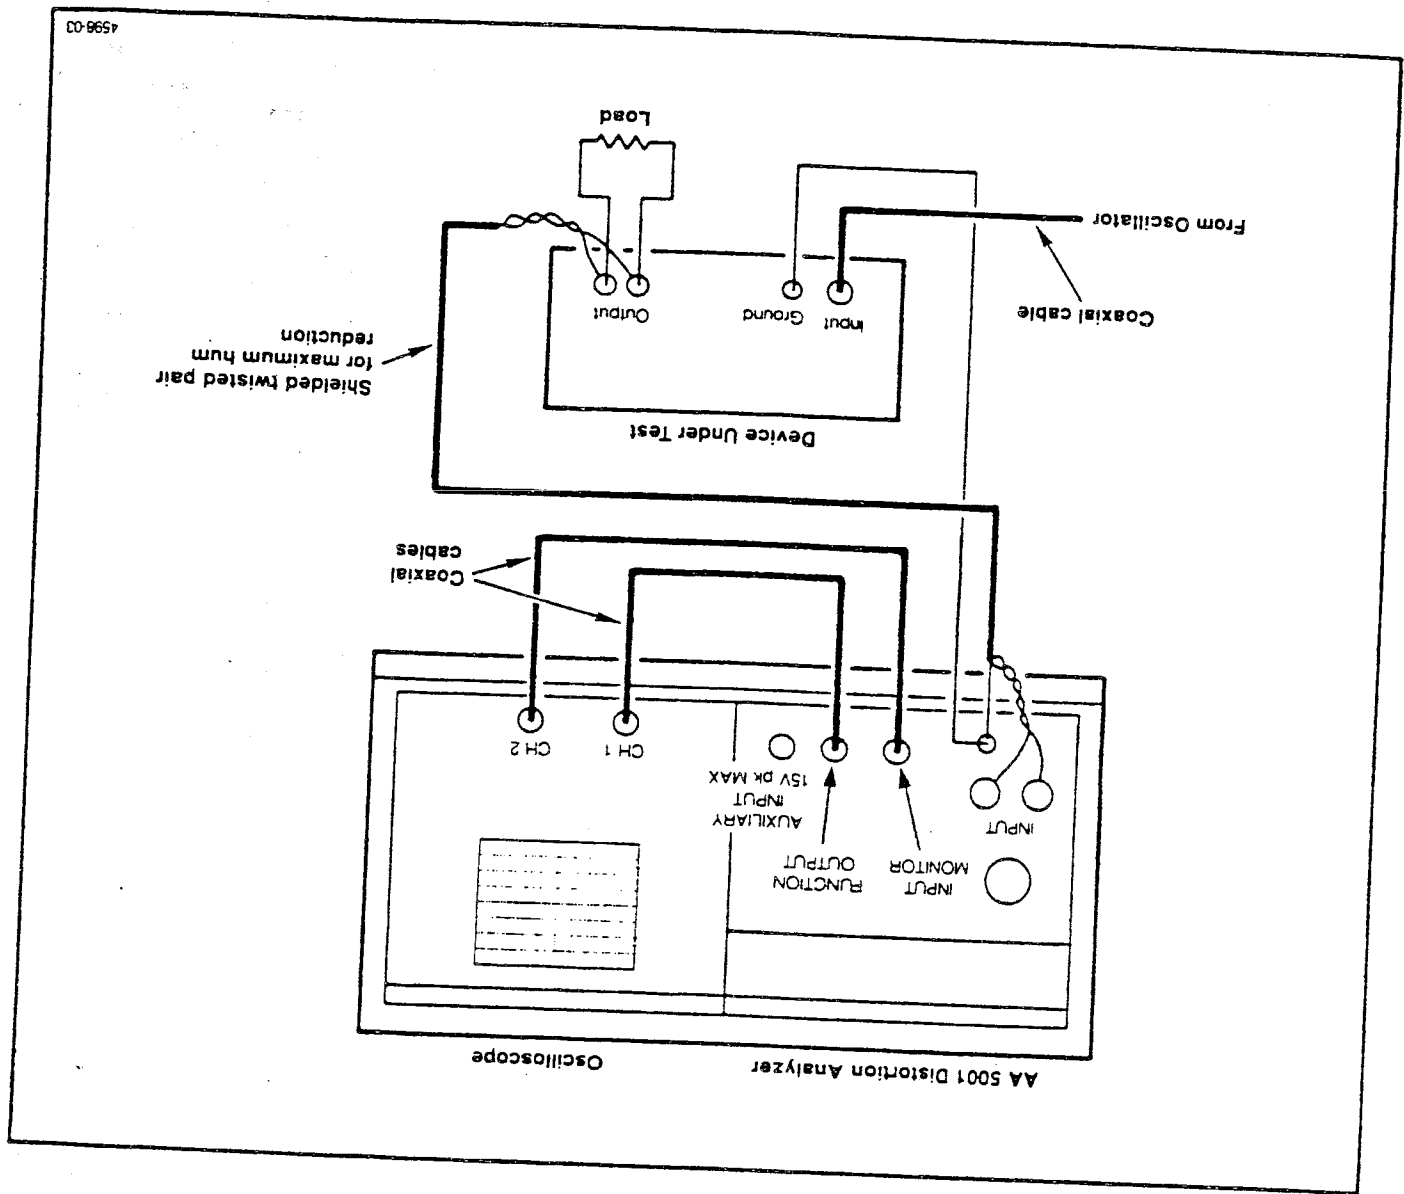 AA 5001 Distortion Analyzer
Oscilloscope
INPUT
INPUT
MONITOR
FUNCTION
OUTPUT
AUXILIARY
INPUT
15V pk MAX
CH 1
CH 2
Coaxial
cables
Device Under Test
Shielded twisted pair
for maximum hum
reduction
Coaxial cable
Input
Ground
Output
From Oscillator
Load
4598-03